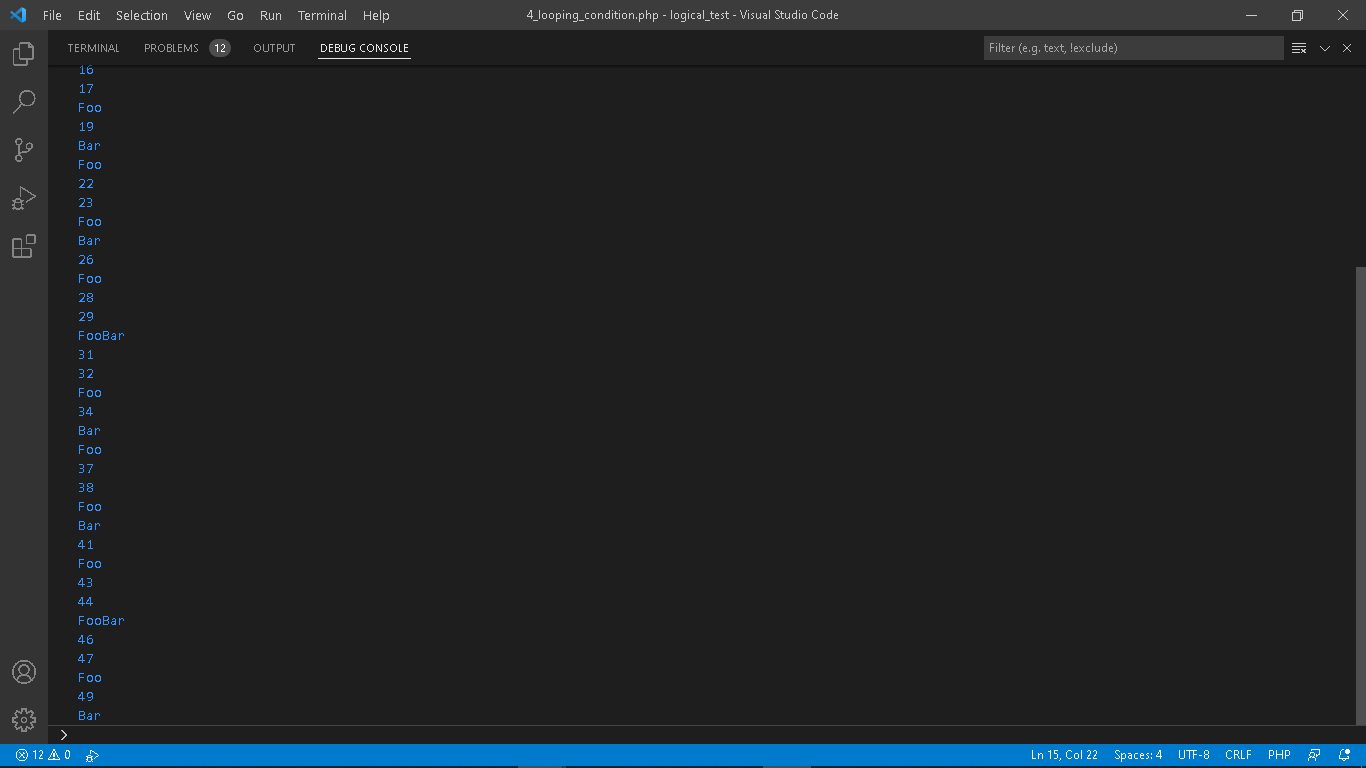 File Edit Selection View Go Run Terminal Help 4_looping_condition.php - logical_test - Visual Studio Code
TERMINAL PROBLEMS 12 OUTPUT DEBUG CONSOLE Filter (e.g. text, !exclude)
16
17
Foo
19
Bar
Foo
22
23
Foo
Bar
26
Foo
28
29
FooBar
31
32
Foo
34
Bar
Foo
37
38
Foo
Bar
41
Foo
43
44
FooBar
46
47
Foo
49
Bar
12 0 Ln 15, Col 22 Spaces: 4 UTF-8 CRLF PHP